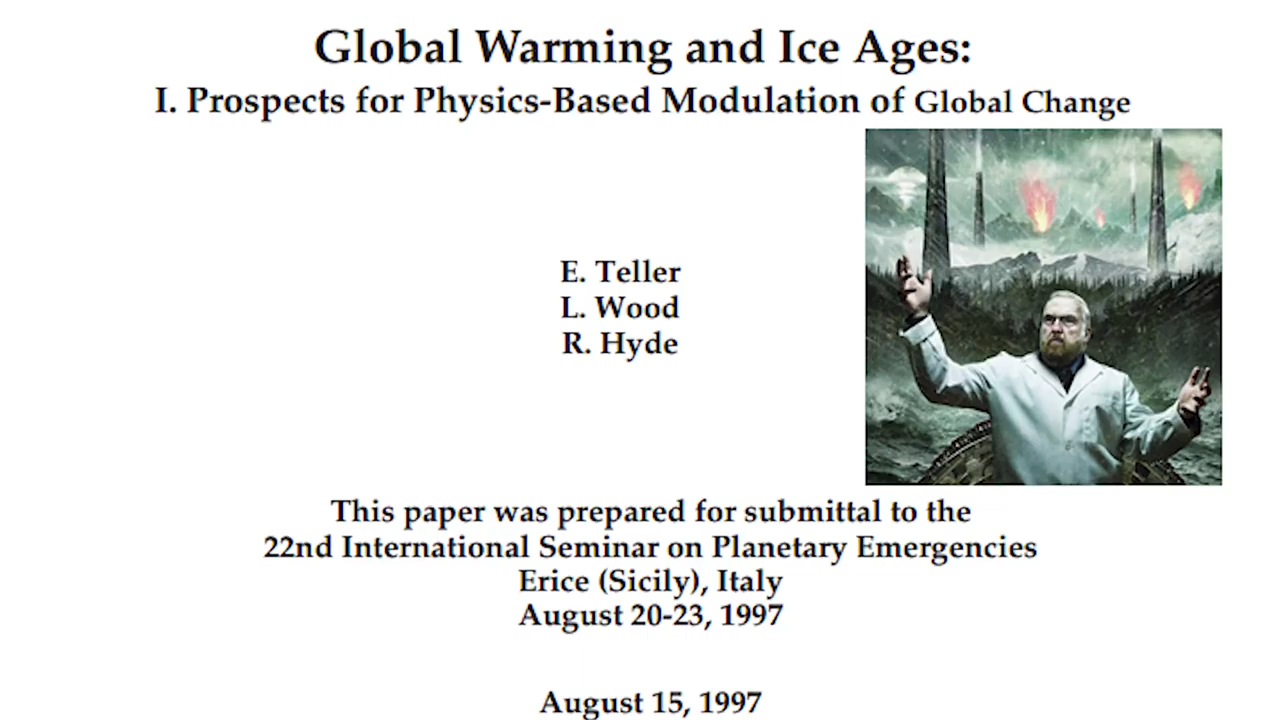 Global Warming and Ice Ages:
I. Prospects for Physics-Based Modulation of Global Change
E. Teller
L. Wood
R. Hyde
This paper was prepared for submittal to the
22nd International Seminar on Planetary Emergencies
Erice (Sicily), Italy
August 20-23, 1997
August 15, 1997